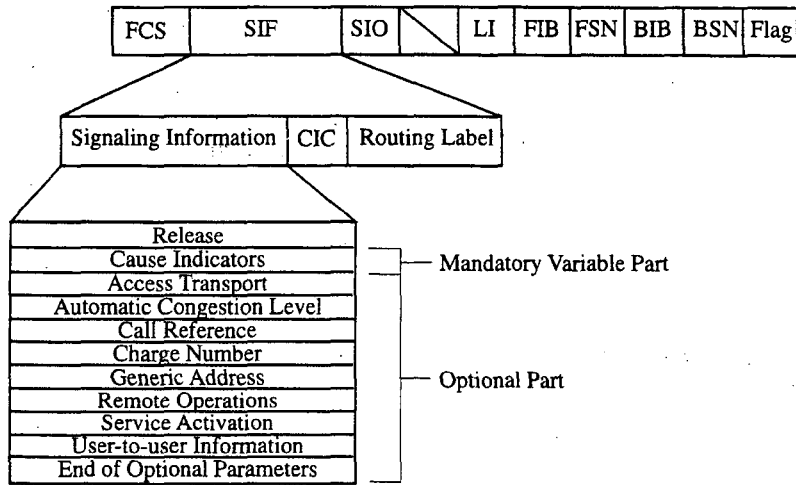 FCS SIF SIO LI FIB FSN BIB BSN Flag
Signaling Information CIC Routing Label
Release
Cause Indicators
Mandatory Variable Part
Access Transport
Automatic Congestion Level
Call Reference
Charge Number
Generic Address
Optional Part
Remote Operations
Service Activation
User-to-user Information
End of Optional Parameters